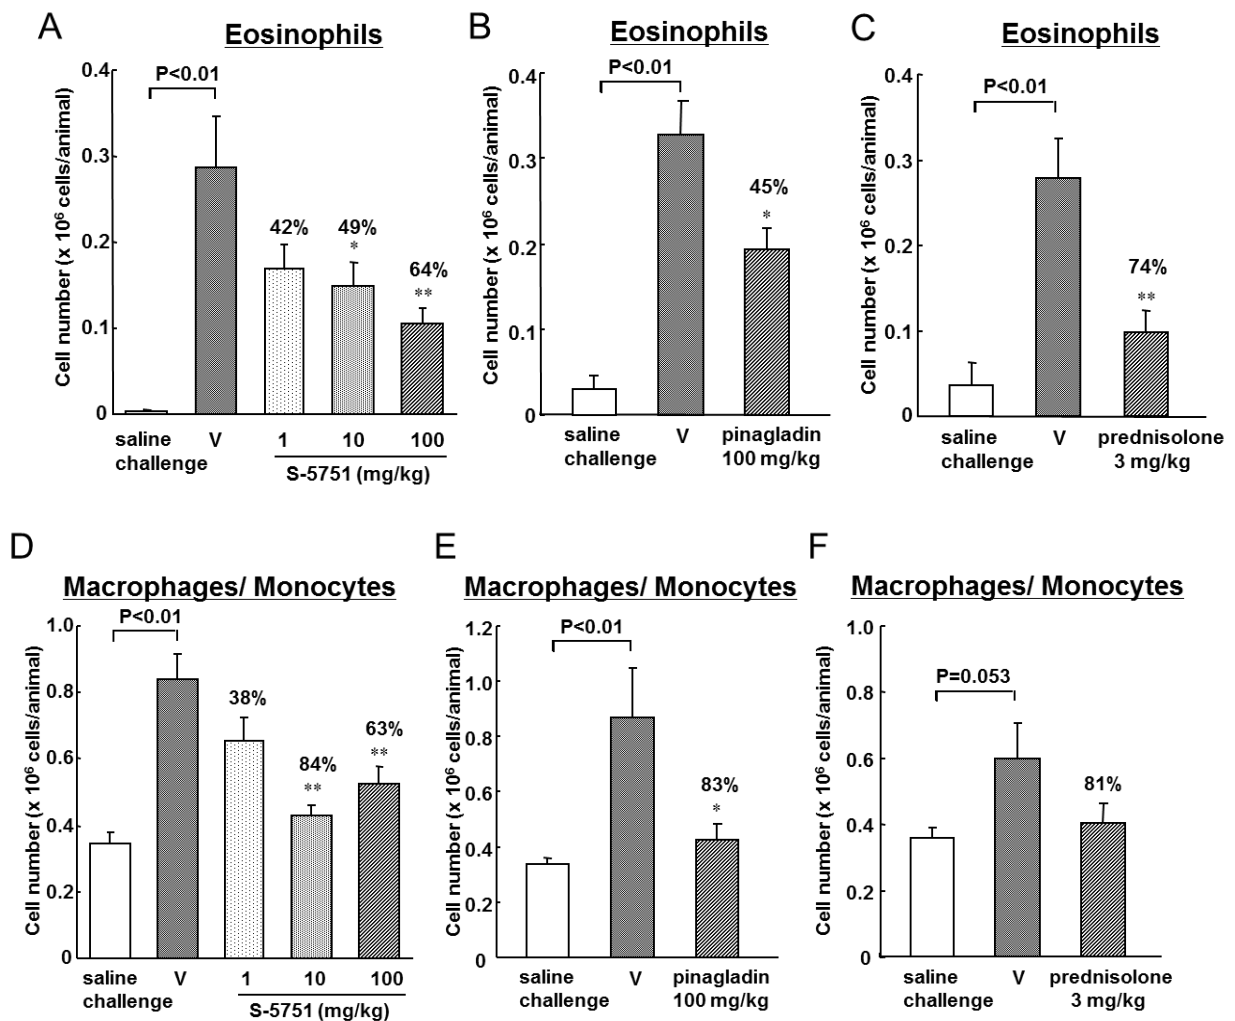 A
Eosinophils
0.4
0.3
0.2
0.1
0
Cell number (x 10⁶ cells/animal)
P<0.01
42%
49%
*
64%
**
saline
challenge
V
1
10
100
S-5751 (mg/kg)
B
Eosinophils
0.4
0.3
0.2
0.1
0
Cell number (x 10⁶ cells/animal)
P<0.01
45%
*
saline
challenge
V
pinagladin
100 mg/kg
C
Eosinophils
0.4
0.3
0.2
0.1
0
Cell number (x 10⁶ cells/animal)
P<0.01
74%
**
saline
challenge
V
prednisolone
3 mg/kg
D
Macrophages/ Monocytes
1.0
0.8
0.6
0.4
0.2
0
Cell number (x 10⁶ cells/animal)
P<0.01
38%
84%
**
63%
**
saline
challenge
V
1
10
100
S-5751 (mg/kg)
E
Macrophages/ Monocytes
1.2
1.0
0.8
0.6
0.4
0.2
0
Cell number (x 10⁶ cells/animal)
P<0.01
83%
*
saline
challenge
V
pinagladin
100 mg/kg
F
Macrophages/ Monocytes
1.0
0.8
0.6
0.4
0.2
0
Cell number (x 10⁶ cells/animal)
P=0.053
81%
saline
challenge
V
prednisolone
3 mg/kg